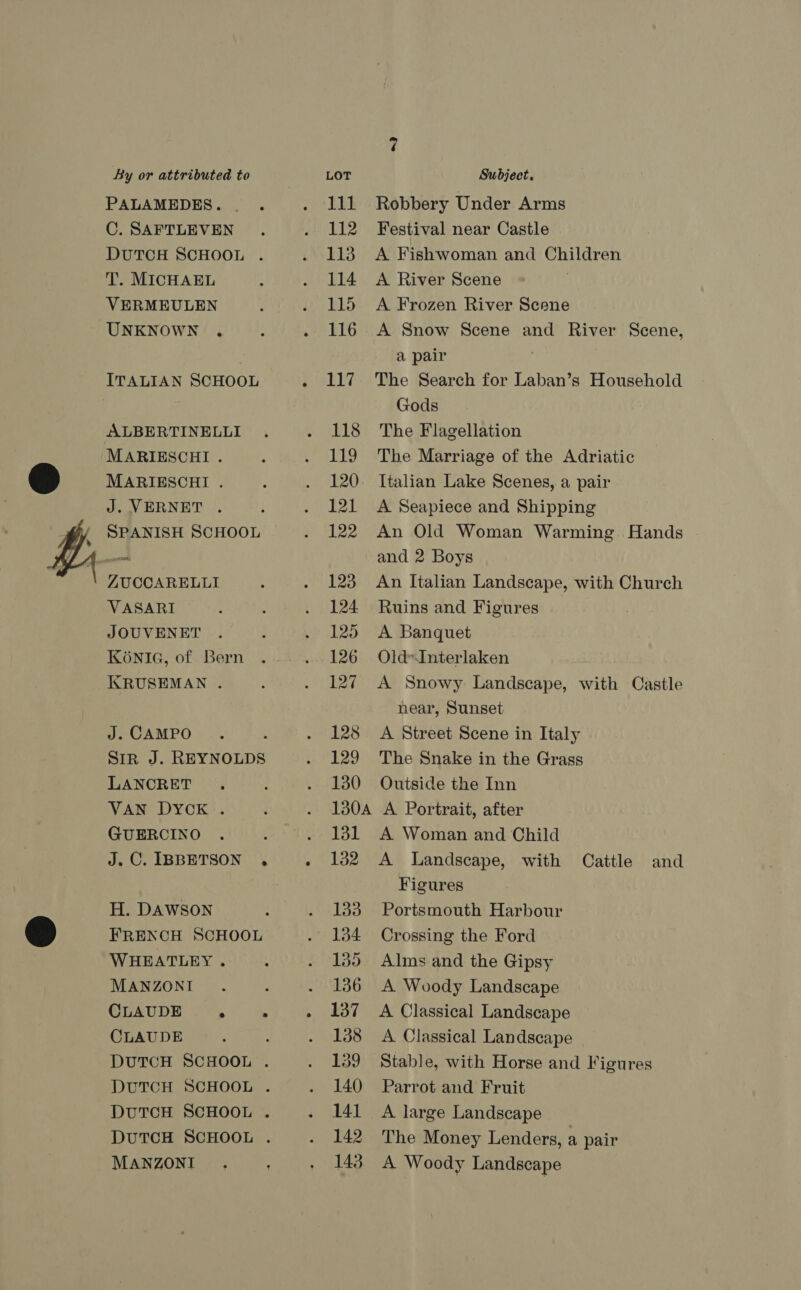 7
By or attributed to LOT Subject.
PALAMEDES. . . 111 Robbery Under Arms
C. SAFTLEVEN . . 112 Festival near Castle
DUTCH SCHOOL . . 113 A Fishwoman and Children
T. MICHAEL . . 114 A River Scene
VERMEULEN . . 115 A Frozen River Scene
UNKNOWN . . . 116 A Snow Scene and River Scene,
a pair
ITALIAN SCHOOL . 117 The Search for Laban's Household
Gods
ALBERTINELLI . . 118 The Flagellation
MARIESCHI . . . 119 The Marriage of the Adriatic
MARIESCHI . . . 120 Italian Lake Scenes, a pair
J. VERNET . . . 121 A Seapiece and Shipping
SPANISH SCHOOL . 122 An Old Woman Warming Hands
and 2 Boys
ZUCCARELLI . . 123 An Italian Landscape, with Church
VASARI . . . 124 Ruins and Figures
JOUVENET . . . 125 A Banquet
KÖNIG, of Bern . . 126 Old Interlaken
KRUSEMAN . . . 127 A Snowy Landscape, with Castle
near, Sunset
J. CAMPO . . . 128 A Street Scene in Italy
SIR J. REYNOLDS . 129 The Snake in the Grass
LANCRET . . . 130 Outside the Inn
VAN DYCK . . . 130A A Portrait, after
GUERCINO . . . 131 A Woman and Child
J. C. IBBETSON . . 132 A Landscape, with Cattle and
Figures
H. DAWSON . . 133 Portsmouth Harbour
FRENCH SCHOOL . 134 Crossing the Ford
WHEATLEY . . . 135 Alms and the Gipsy
MANZONI . . . 136 A Woody Landscape
CLAUDE . . . 137 A Classical Landscape
CLAUDE . . . 138 A Classical Landscape
DUTCH SCHOOL . . 139 Stable, with Horse and Figures
DUTCH SCHOOL . . 140 Parrot and Fruit
DUTCH SCHOOL . . 141 A large Landscape
DUTCH SCHOOL . . 142 The Money Lenders, a pair
MANZONI . . . 143 A Woody Landscape